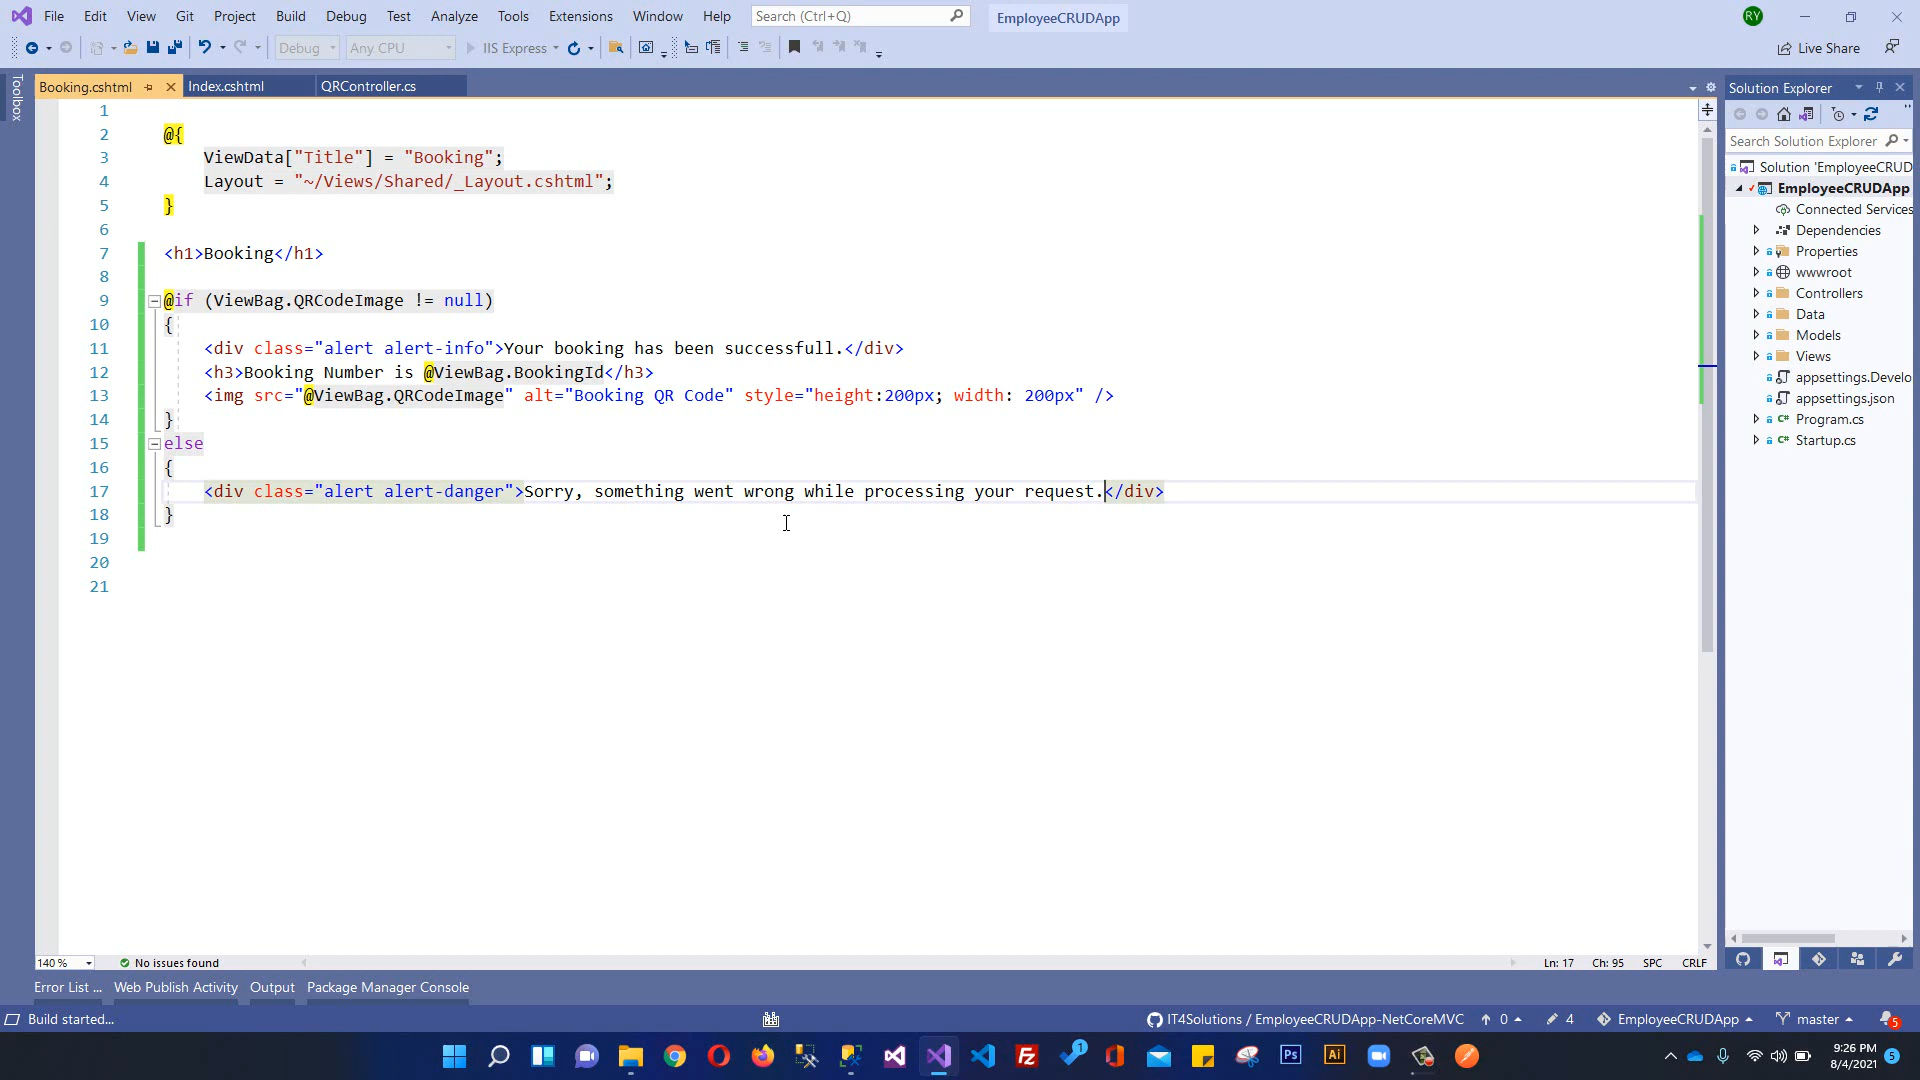 File Edit View Git Project Build Debug Test Analyze Tools Extensions Window Help Search (Ctrl+Q) EmployeeCRUDApp RY
Debug Any CPU IIS Express Live Share
Toolbox
Booking.cshtml Index.cshtml QRController.cs
1
2 @{
3 ViewData["Title"] = "Booking";
4 Layout = "~/Views/Shared/_Layout.cshtml";
5 }
6
7 <h1>Booking</h1>
8
9 @if (ViewBag.QRCodeImage != null)
10 {
11 <div class="alert alert-info">Your booking has been successfull.</div>
12 <h3>Booking Number is @ViewBag.BookingId</h3>
13 <img src="@ViewBag.QRCodeImage" alt="Booking QR Code" style="height:200px; width: 200px" />
14 }
15 else
16 {
17 <div class="alert alert-danger">Sorry, something went wrong while processing your request.</div>
18 }
19
20
21
Solution Explorer
Search Solution Explorer
Solution 'EmployeeCRUD
EmployeeCRUDApp
Connected Services
Dependencies
Properties
wwwroot
Controllers
Data
Models
Views
appsettings.Develo
appsettings.json
C# Program.cs
C# Startup.cs
140 % No issues found Ln: 17 Ch: 95 SPC CRLF
Error List ... Web Publish Activity Output Package Manager Console
Build started... IT4Solutions / EmployeeCRUDApp-NetCoreMVC 0 4 EmployeeCRUDApp master 5
1 Ps Ai 9:26 PM 5
8/4/2021